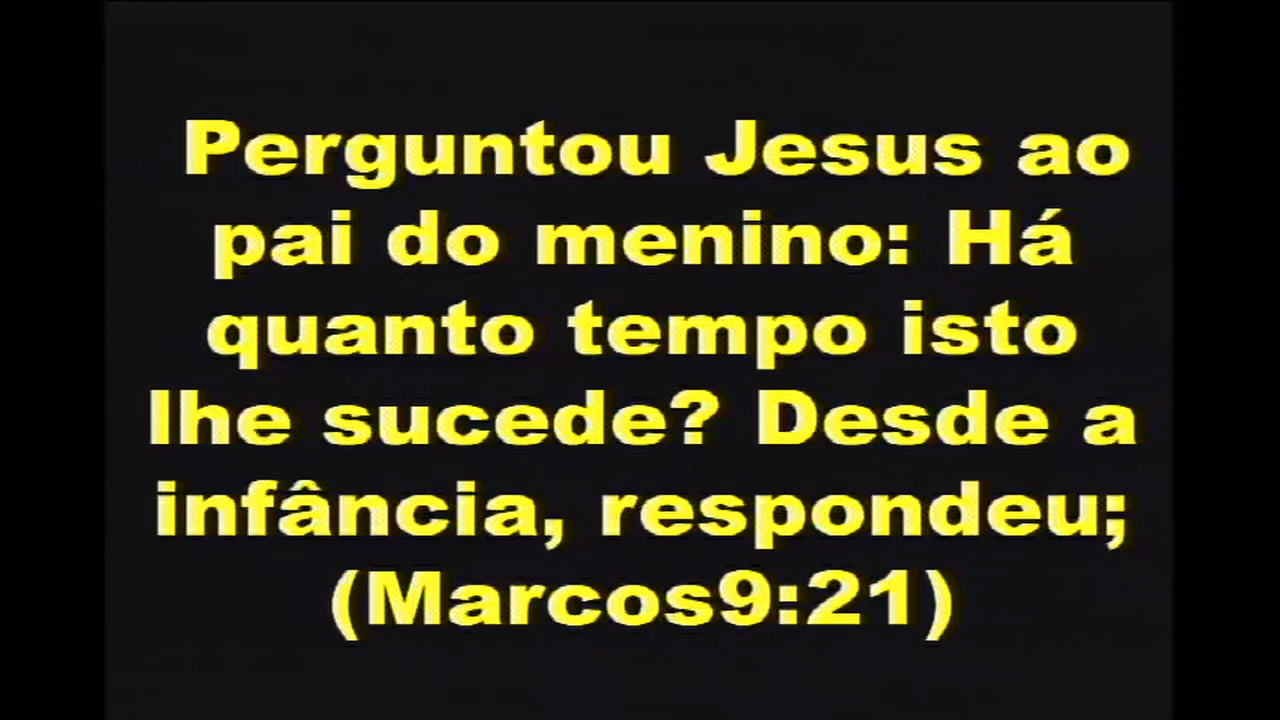 Perguntou Jesus ao
pai do menino: Há
quanto tempo isto
lhe sucede? Desde a
infância, respondeu;
(Marcos9:21)